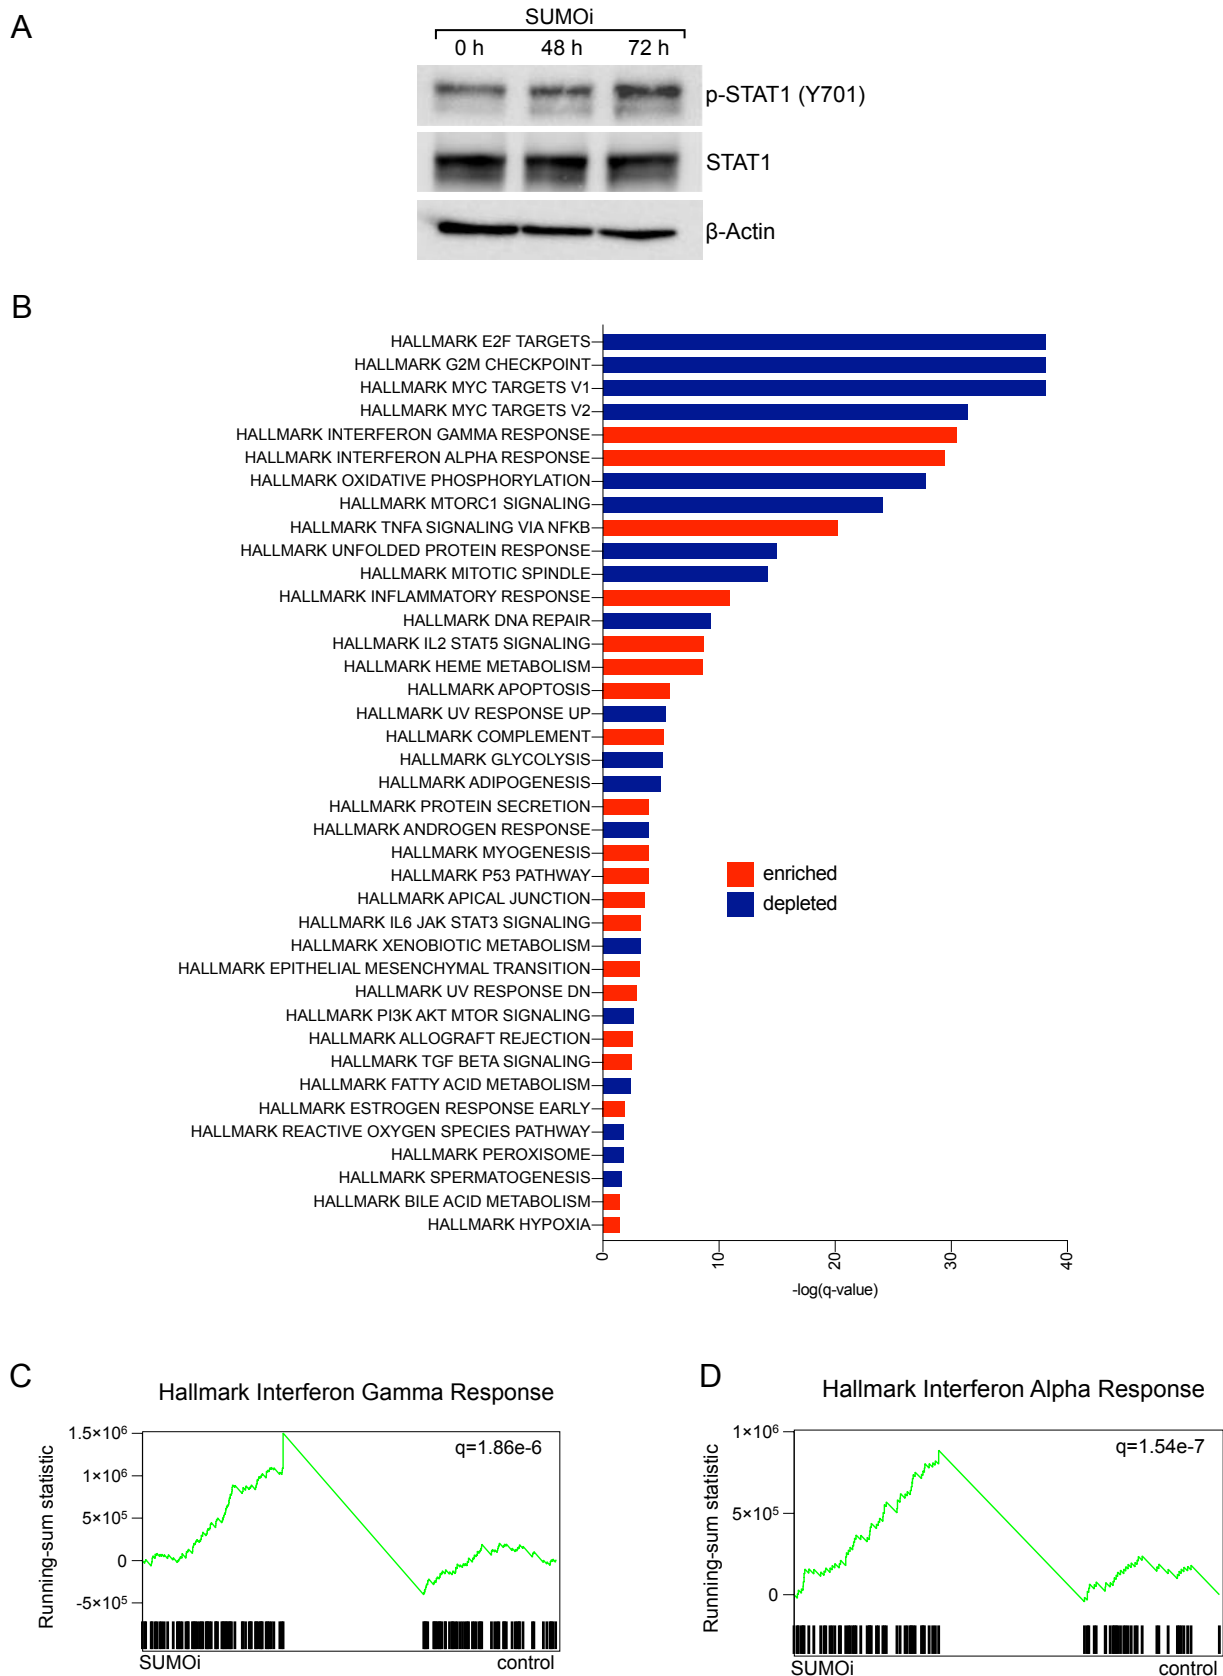 A
SUMOi
0 h 48 h 72 h
p-STAT1 (Y701)
STAT1
β-Actin
B
HALLMARK E2F TARGETS
HALLMARK G2M CHECKPOINT
HALLMARK MYC TARGETS V1
HALLMARK MYC TARGETS V2
HALLMARK INTERFERON GAMMA RESPONSE
HALLMARK INTERFERON ALPHA RESPONSE
HALLMARK OXIDATIVE PHOSPHORYLATION
HALLMARK MTORC1 SIGNALING
HALLMARK TNFA SIGNALING VIA NFKB
HALLMARK UNFOLDED PROTEIN RESPONSE
HALLMARK MITOTIC SPINDLE
HALLMARK INFLAMMATORY RESPONSE
HALLMARK DNA REPAIR
HALLMARK IL2 STAT5 SIGNALING
HALLMARK HEME METABOLISM
HALLMARK APOPTOSIS
HALLMARK UV RESPONSE UP
HALLMARK COMPLEMENT
HALLMARK GLYCOLYSIS
HALLMARK ADIPOGENESIS
HALLMARK PROTEIN SECRETION
HALLMARK ANDROGEN RESPONSE
HALLMARK MYOGENESIS
HALLMARK P53 PATHWAY
HALLMARK APICAL JUNCTION
HALLMARK IL6 JAK STAT3 SIGNALING
HALLMARK XENOBIOTIC METABOLISM
HALLMARK EPITHELIAL MESENCHYMAL TRANSITION
HALLMARK UV RESPONSE DN
HALLMARK PI3K AKT MTOR SIGNALING
HALLMARK ALLOGRAFT REJECTION
HALLMARK TGF BETA SIGNALING
HALLMARK FATTY ACID METABOLISM
HALLMARK ESTROGEN RESPONSE EARLY
HALLMARK REACTIVE OXYGEN SPECIES PATHWAY
HALLMARK PEROXISOME
HALLMARK SPERMATOGENESIS
HALLMARK BILE ACID METABOLISM
HALLMARK HYPOXIA
enriched
depleted
0 10 20 30 40
-log(q-value)
C
Hallmark Interferon Gamma Response
q=1.86e-6
Running-sum statistic
1.5×10⁶
1×10⁶
5×10⁵
0
-5×10⁵
SUMOi control
D
Hallmark Interferon Alpha Response
q=1.54e-7
Running-sum statistic
1×10⁶
5×10⁵
0
SUMOi control